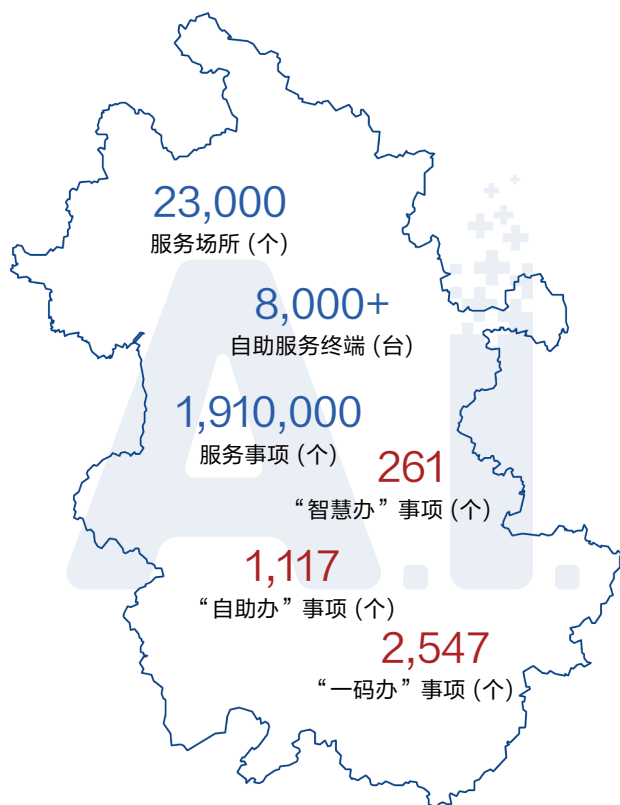 23,000
服务场所 (个)
8,000+
自助服务终端 (台)
1,910,000
服务事项 (个)
261
“智慧办”事项 (个)
1,117
“自助办”事项 (个)
2,547
“一码办”事项 (个)
A.I.